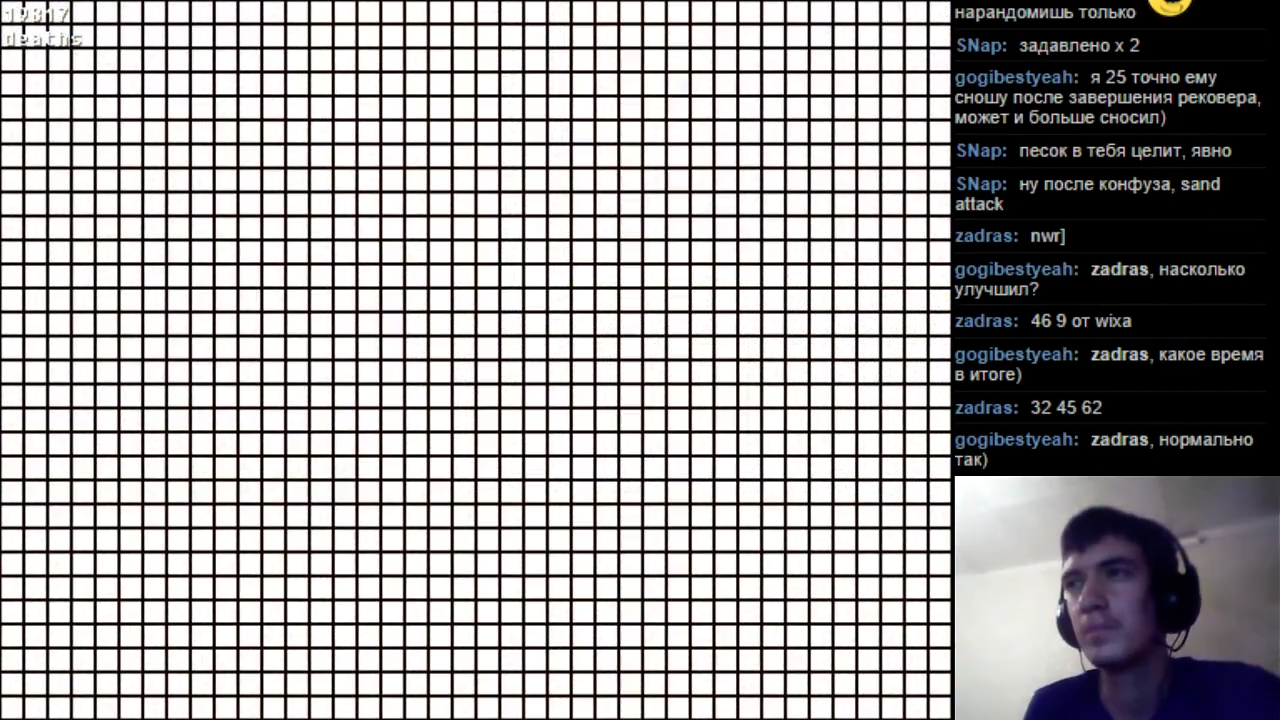 19817
deaths
нарандомишь только
SNap: задавлено x 2
gogibestyeah: я 25 точно ему
сношу после завершения рековера,
может и больше сносил)
SNap: песок в тебя целит, явно
SNap: ну после конфуза, sand
attack
zadras: nwr]
gogibestyeah: zadras, насколько
улучшил?
zadras: 46 9 от wixa
gogibestyeah: zadras, какое время
в итоге)
zadras: 32 45 62
gogibestyeah: zadras, нормально
так)